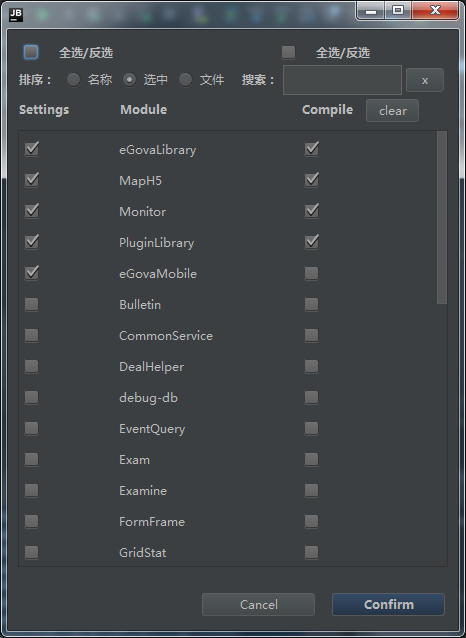 JB
全选/反选 全选/反选
排序： 名称 选中 文件 搜索： x
Settings Module Compile clear
eGovaLibrary
MapH5
Monitor
PluginLibrary
eGovaMobile
Bulletin
CommonService
DealHelper
debug-db
EventQuery
Exam
Examine
FormFrame
GridStat
Cancel Confirm